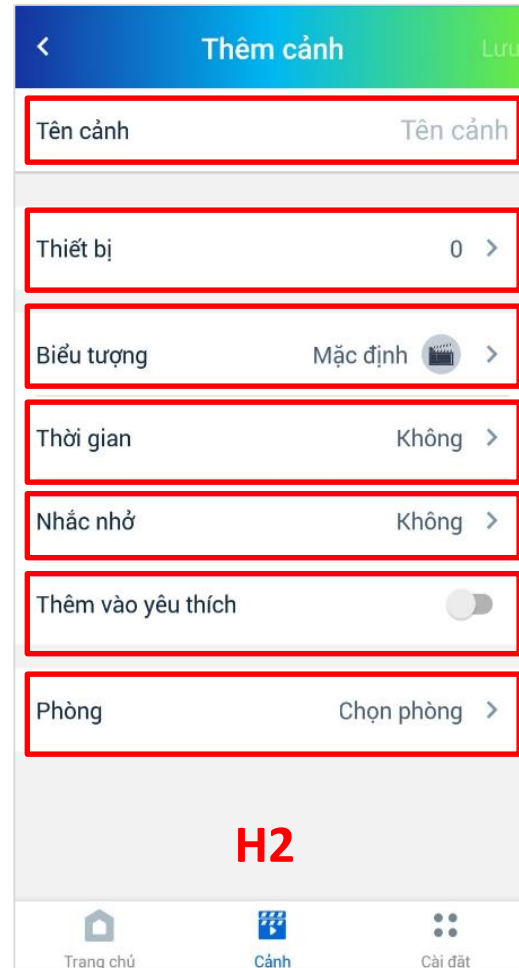 Thêm cảnh Lưu
Tên cảnh Tên cảnh
Thiết bị 0
Biểu tượng Mặc định
Thời gian Không
Nhắc nhở Không
Thêm vào yêu thích
Phòng Chọn phòng
H2
Trang chủ Cảnh Cài đặt